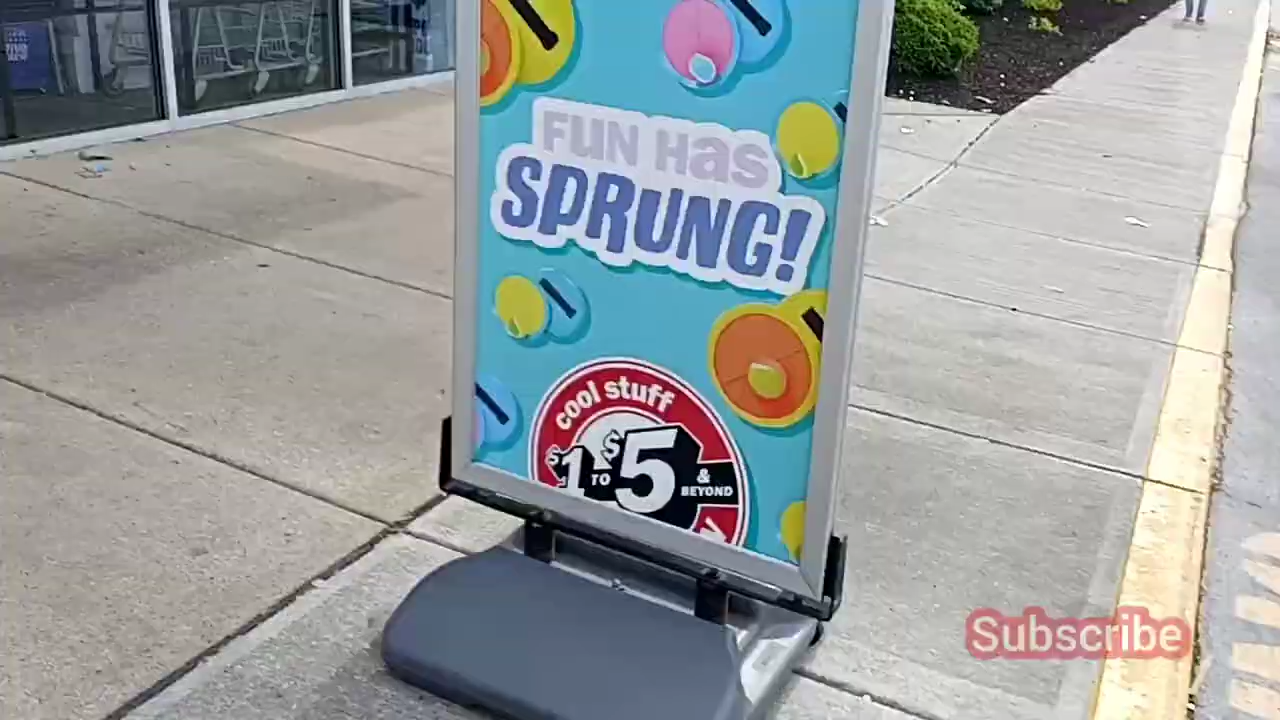 FUN HAS
SPRUNG!
cool stuff
$1 TO $5 & BEYOND
Subscribe